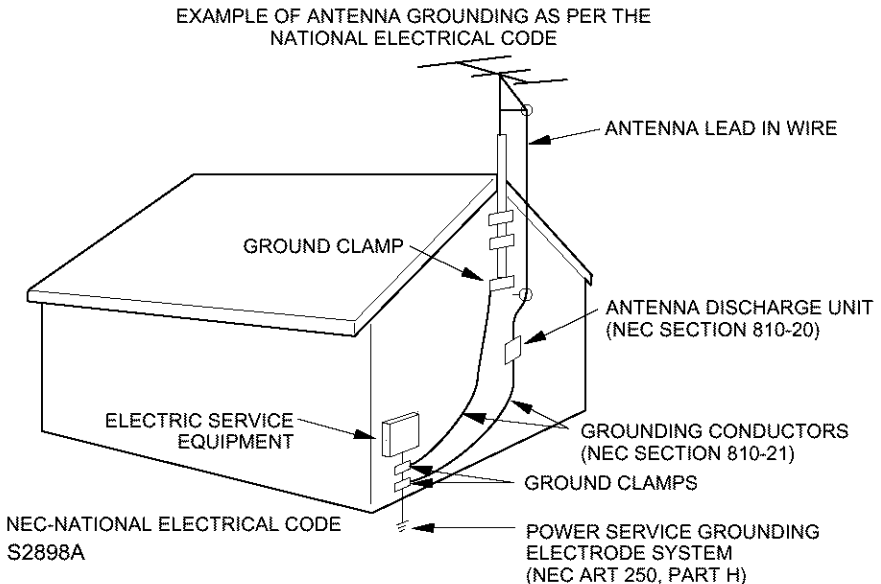 EXAMPLE OF ANTENNA GROUNDING AS PER THE
NATIONAL ELECTRICAL CODE
ANTENNA LEAD IN WIRE
GROUND CLAMP
ANTENNA DISCHARGE UNIT
(NEC SECTION 810-20)
ELECTRIC SERVICE
EQUIPMENT
GROUNDING CONDUCTORS
(NEC SECTION 810-21)
GROUND CLAMPS
NEC-NATIONAL ELECTRICAL CODE
S2898A
POWER SERVICE GROUNDING
ELECTRODE SYSTEM
(NEC ART 250, PART H)